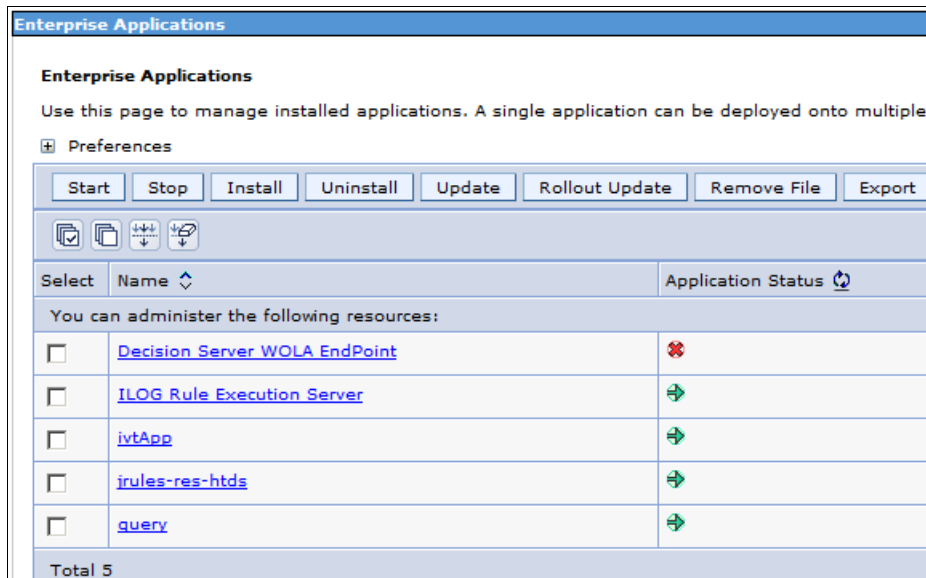 Enterprise Applications
Enterprise Applications
Use this page to manage installed applications. A single application can be deployed onto multiple
Preferences
Start Stop Install Uninstall Update Rollout Update Remove File Export
Select Name Application Status
You can administer the following resources:
Decision Server WOLA EndPoint
ILOG Rule Execution Server
ivtApp
jrules-res-htds
query
Total 5